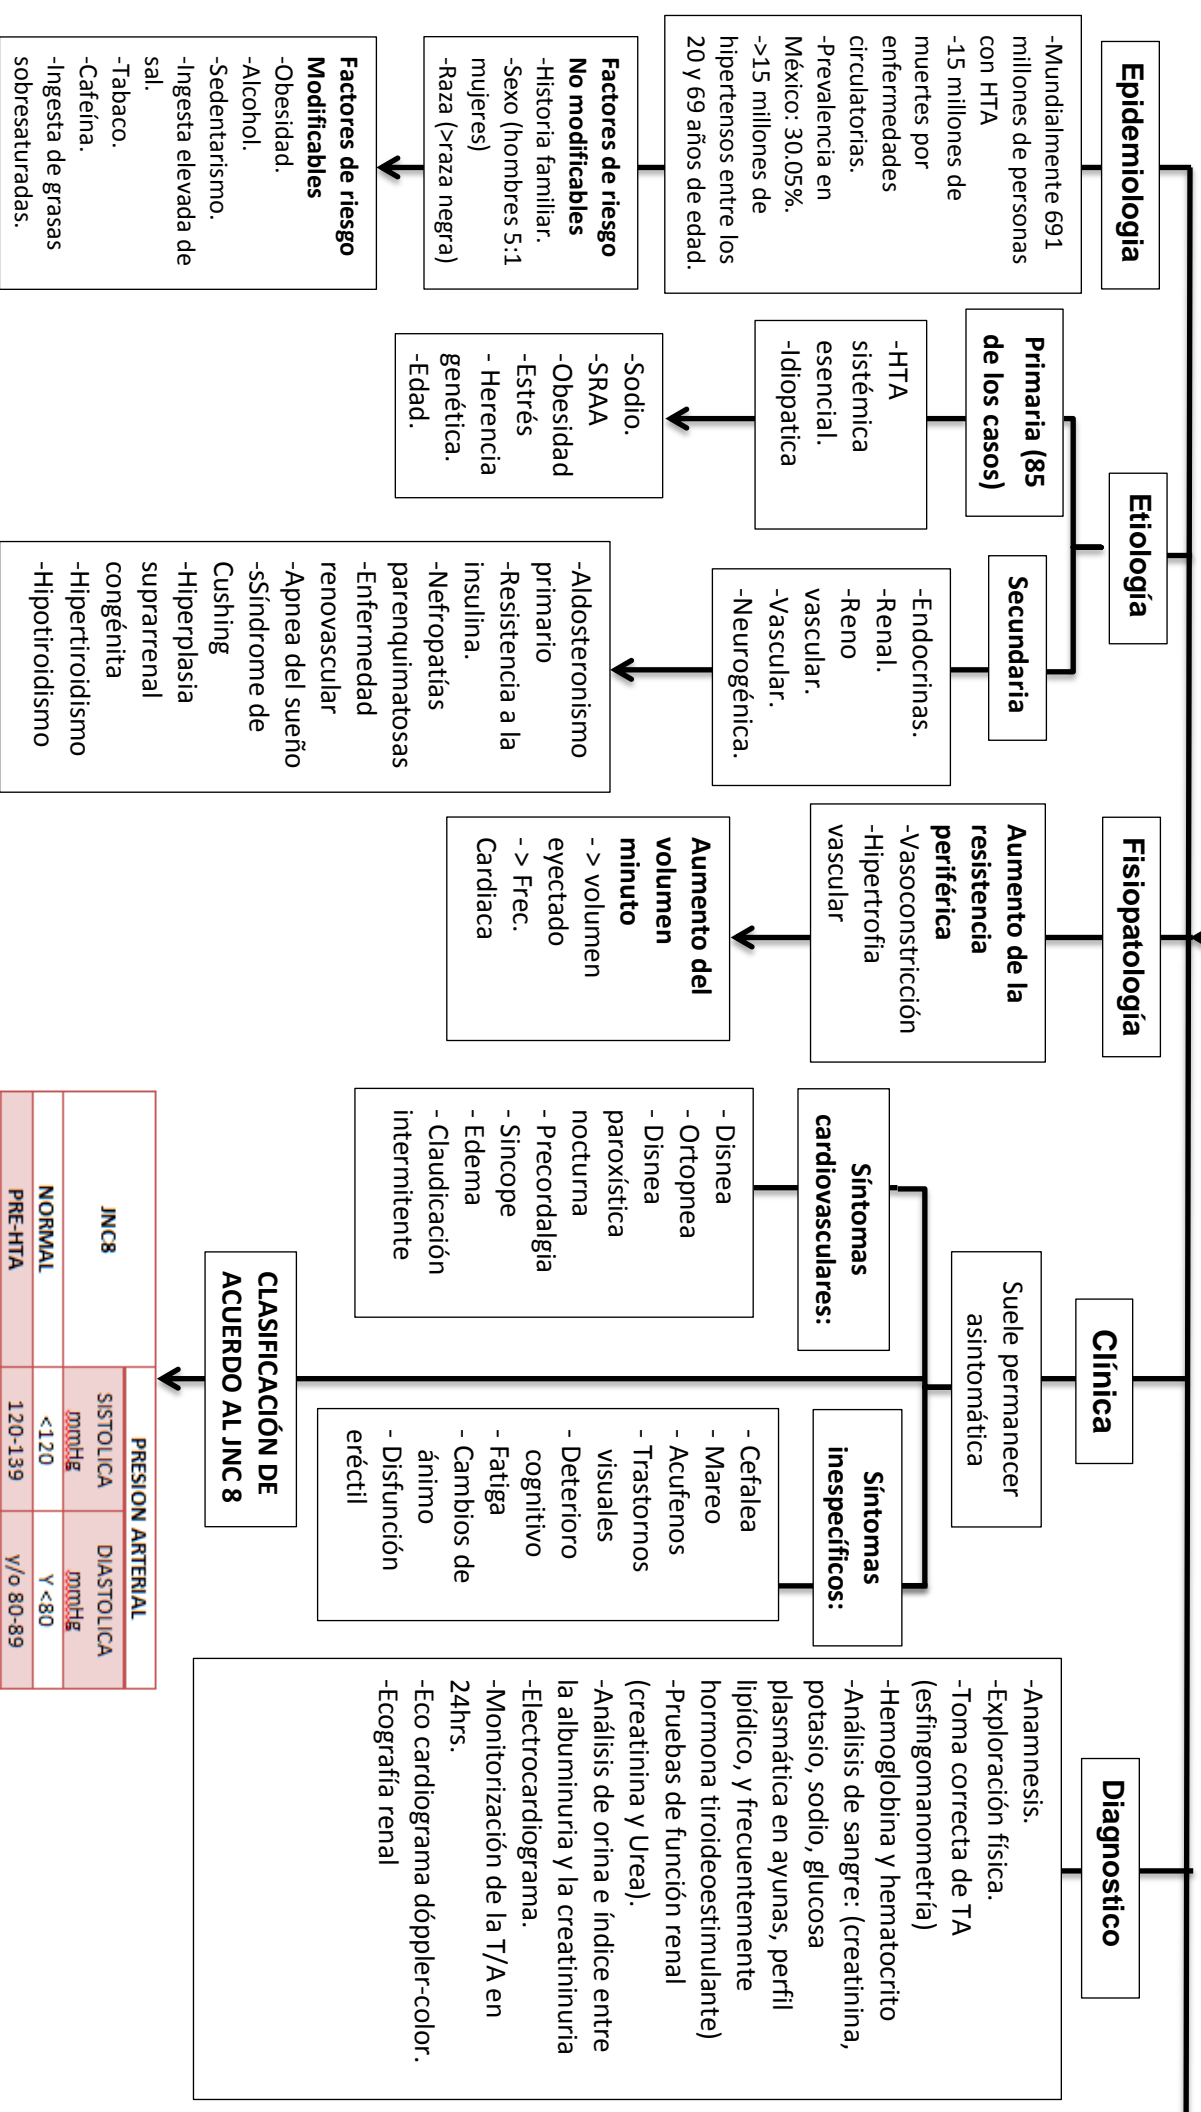 Epidemiologia
-Mundialmente 691
millones de personas
con HTA
-15 millones de
muertes por
enfermedades
circulatorias.
-Prevalencia en
México: 30.05%.
->15 millones de
hipertensos entre los
20 y 69 años de edad.
Factores de riesgo
No modificables
-Historia familiar.
-Sexo (hombres 5:1
mujeres)
-Raza (>raza negra)
Factores de riesgo
Modificables
-Obesidad.
-Alcohol.
-Sedentarismo.
-Ingesta elevada de
sal.
-Tabaco.
-Cafeína.
-Ingesta de grasas
sobresaturadas.
Etiología
Primaria (85
de los casos)
-HTA
sistémica
esencial.
-Idiopatica
-Sodio.
-SRAA
-Obesidad
-Estrés
- Herencia
genética.
-Edad.
Secundaria
-Endocrinas.
-Renal.
-Reno
vascular.
-Vascular.
-Neurogénica.
-Aldosteronismo
primario
-Resistencia a la
insulina.
-Nefropatías
parenquimatosas
-Enfermedad
renovascular
-Apnea del sueño
-sSíndrome de
Cushing
-Hiperplasia
suprarrenal
congénita
-Hipertiroidismo
-Hipotiroidismo
Fisiopatología
Aumento de la
resistencia
periférica
-Vasoconstricción
-Hipertrofia
vascular
Aumento del
volumen
minuto
- > volumen
eyectado
- > Frec.
Cardiaca
Clínica
Suele permanecer
asintomática
Síntomas
cardiovasculares:
- Disnea
- Ortopnea
- Disnea
paroxística
nocturna
- Precordalgia
- Sincope
- Edema
- Claudicación
intermitente
Síntomas
inespecíficos:
- Cefalea
- Mareo
- Acufenos
- Trastornos
visuales
- Deterioro
cognitivo
- Fatiga
- Cambios de
ánimo
- Disfunción
eréctil
CLASIFICACIÓN DE
ACUERDO AL JNC 8
JNC8
PRESION ARTERIAL
SISTOLICA
mmHg
DIASTOLICA
mmHg
NORMAL <120 Y <80
PRE-HTA 120-139 y/o 80-89
Diagnostico
-Anamnesis.
-Exploración física.
-Toma correcta de TA
(esfingomanometría)
-Hemoglobina y hematocrito
-Análisis de sangre: (creatinina,
potasio, sodio, glucosa
plasmática en ayunas, perfil
lipídico, y frecuentemente
hormona tiroideoestimulante)
-Pruebas de función renal
(creatinina y Urea).
-Análisis de orina e índice entre
la albuminuria y la creatininuria
-Electrocardiograma.
-Monitorización de la T/A en
24hrs.
-Eco cardiograma dóppler-color.
-Ecografía renal